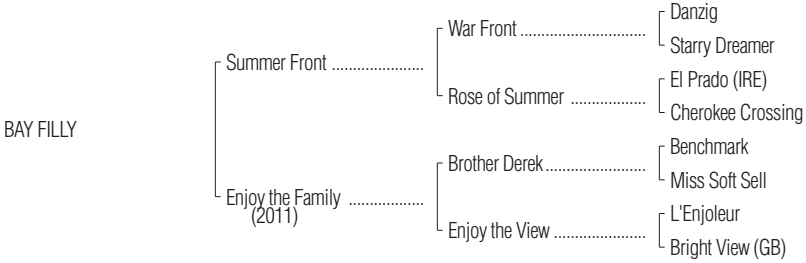 Danzig
War Front ..............................
Starry Dreamer
Summer Front ......................
El Prado (IRE)
Rose of Summer ..................
Cherokee Crossing
BAY FILLY
Benchmark
Brother Derek........................
Miss Soft Sell
Enjoy the Family ..................
(2011)
L'Enjoleur
Enjoy the View ......................
Bright View (GB)